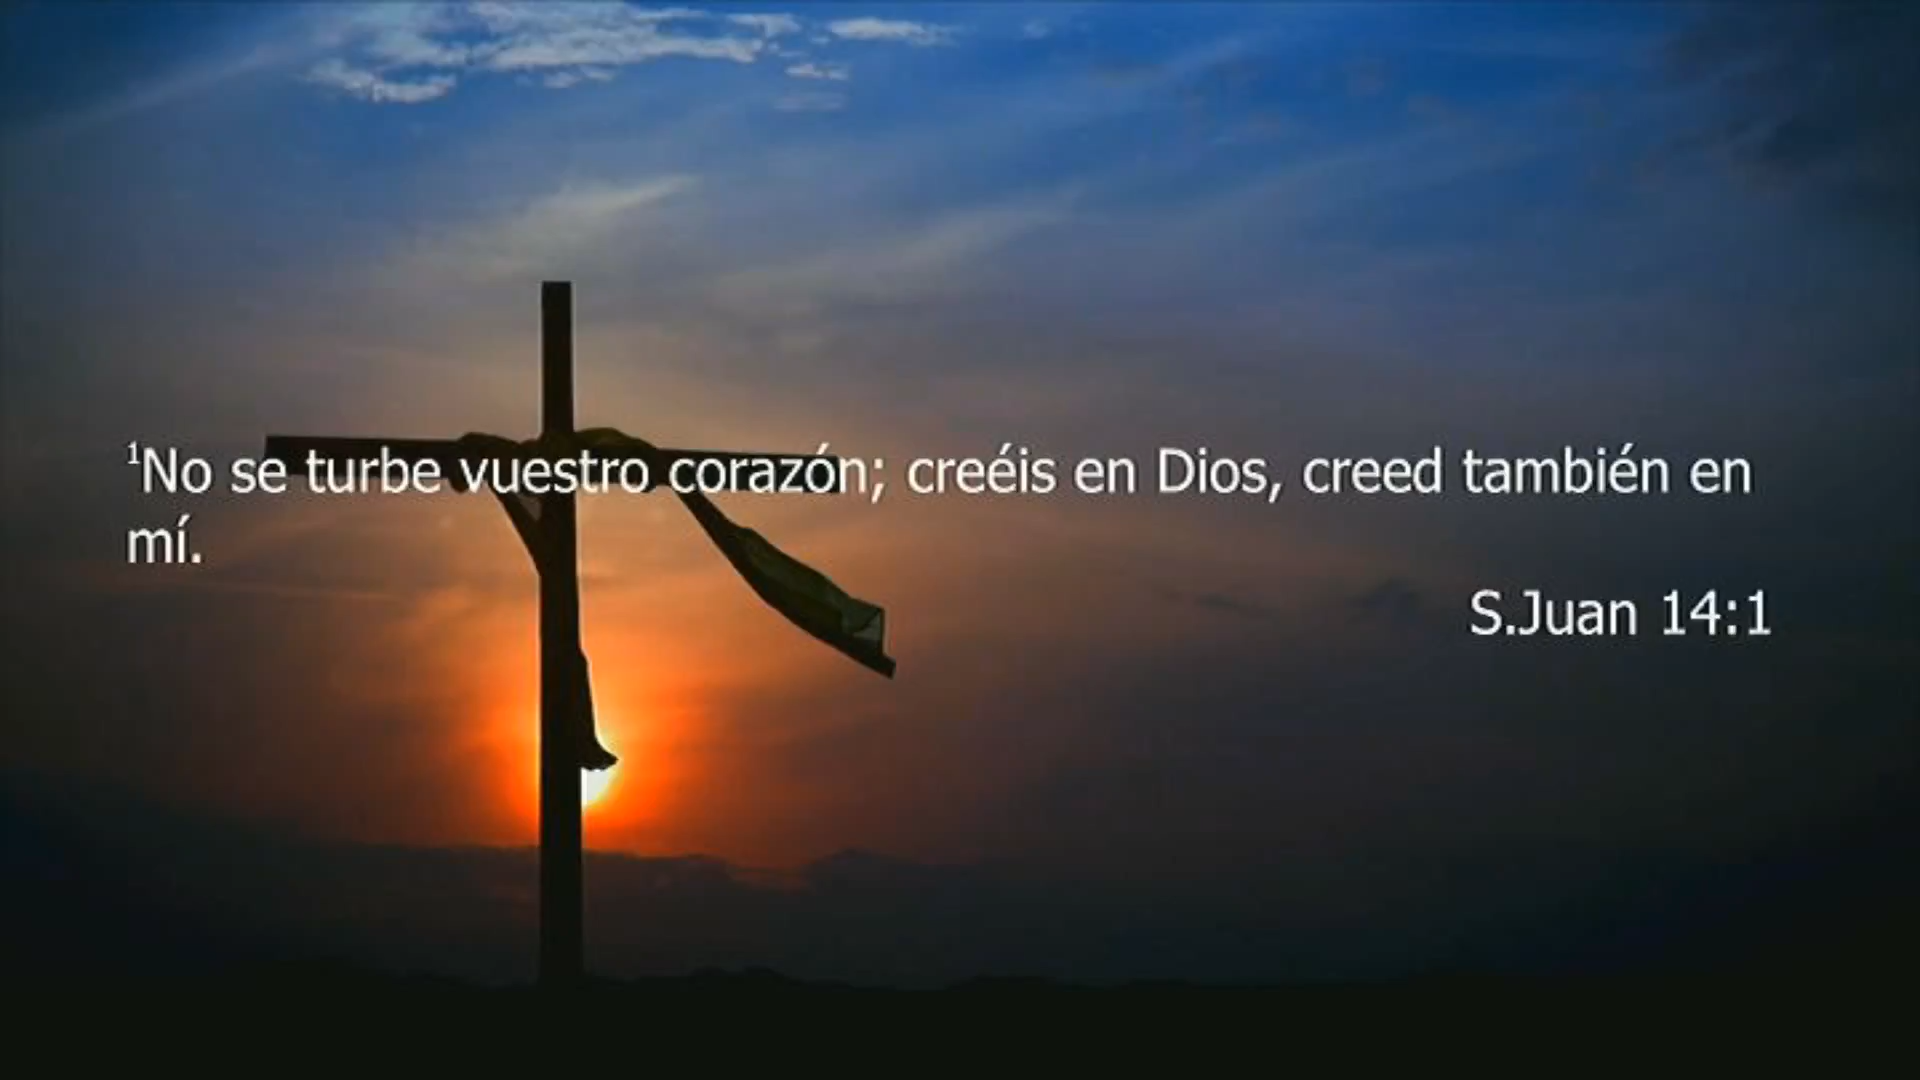 ¹No se turbe vuestro corazón; creéis en Dios, creed también en
mí.
S.Juan 14:1